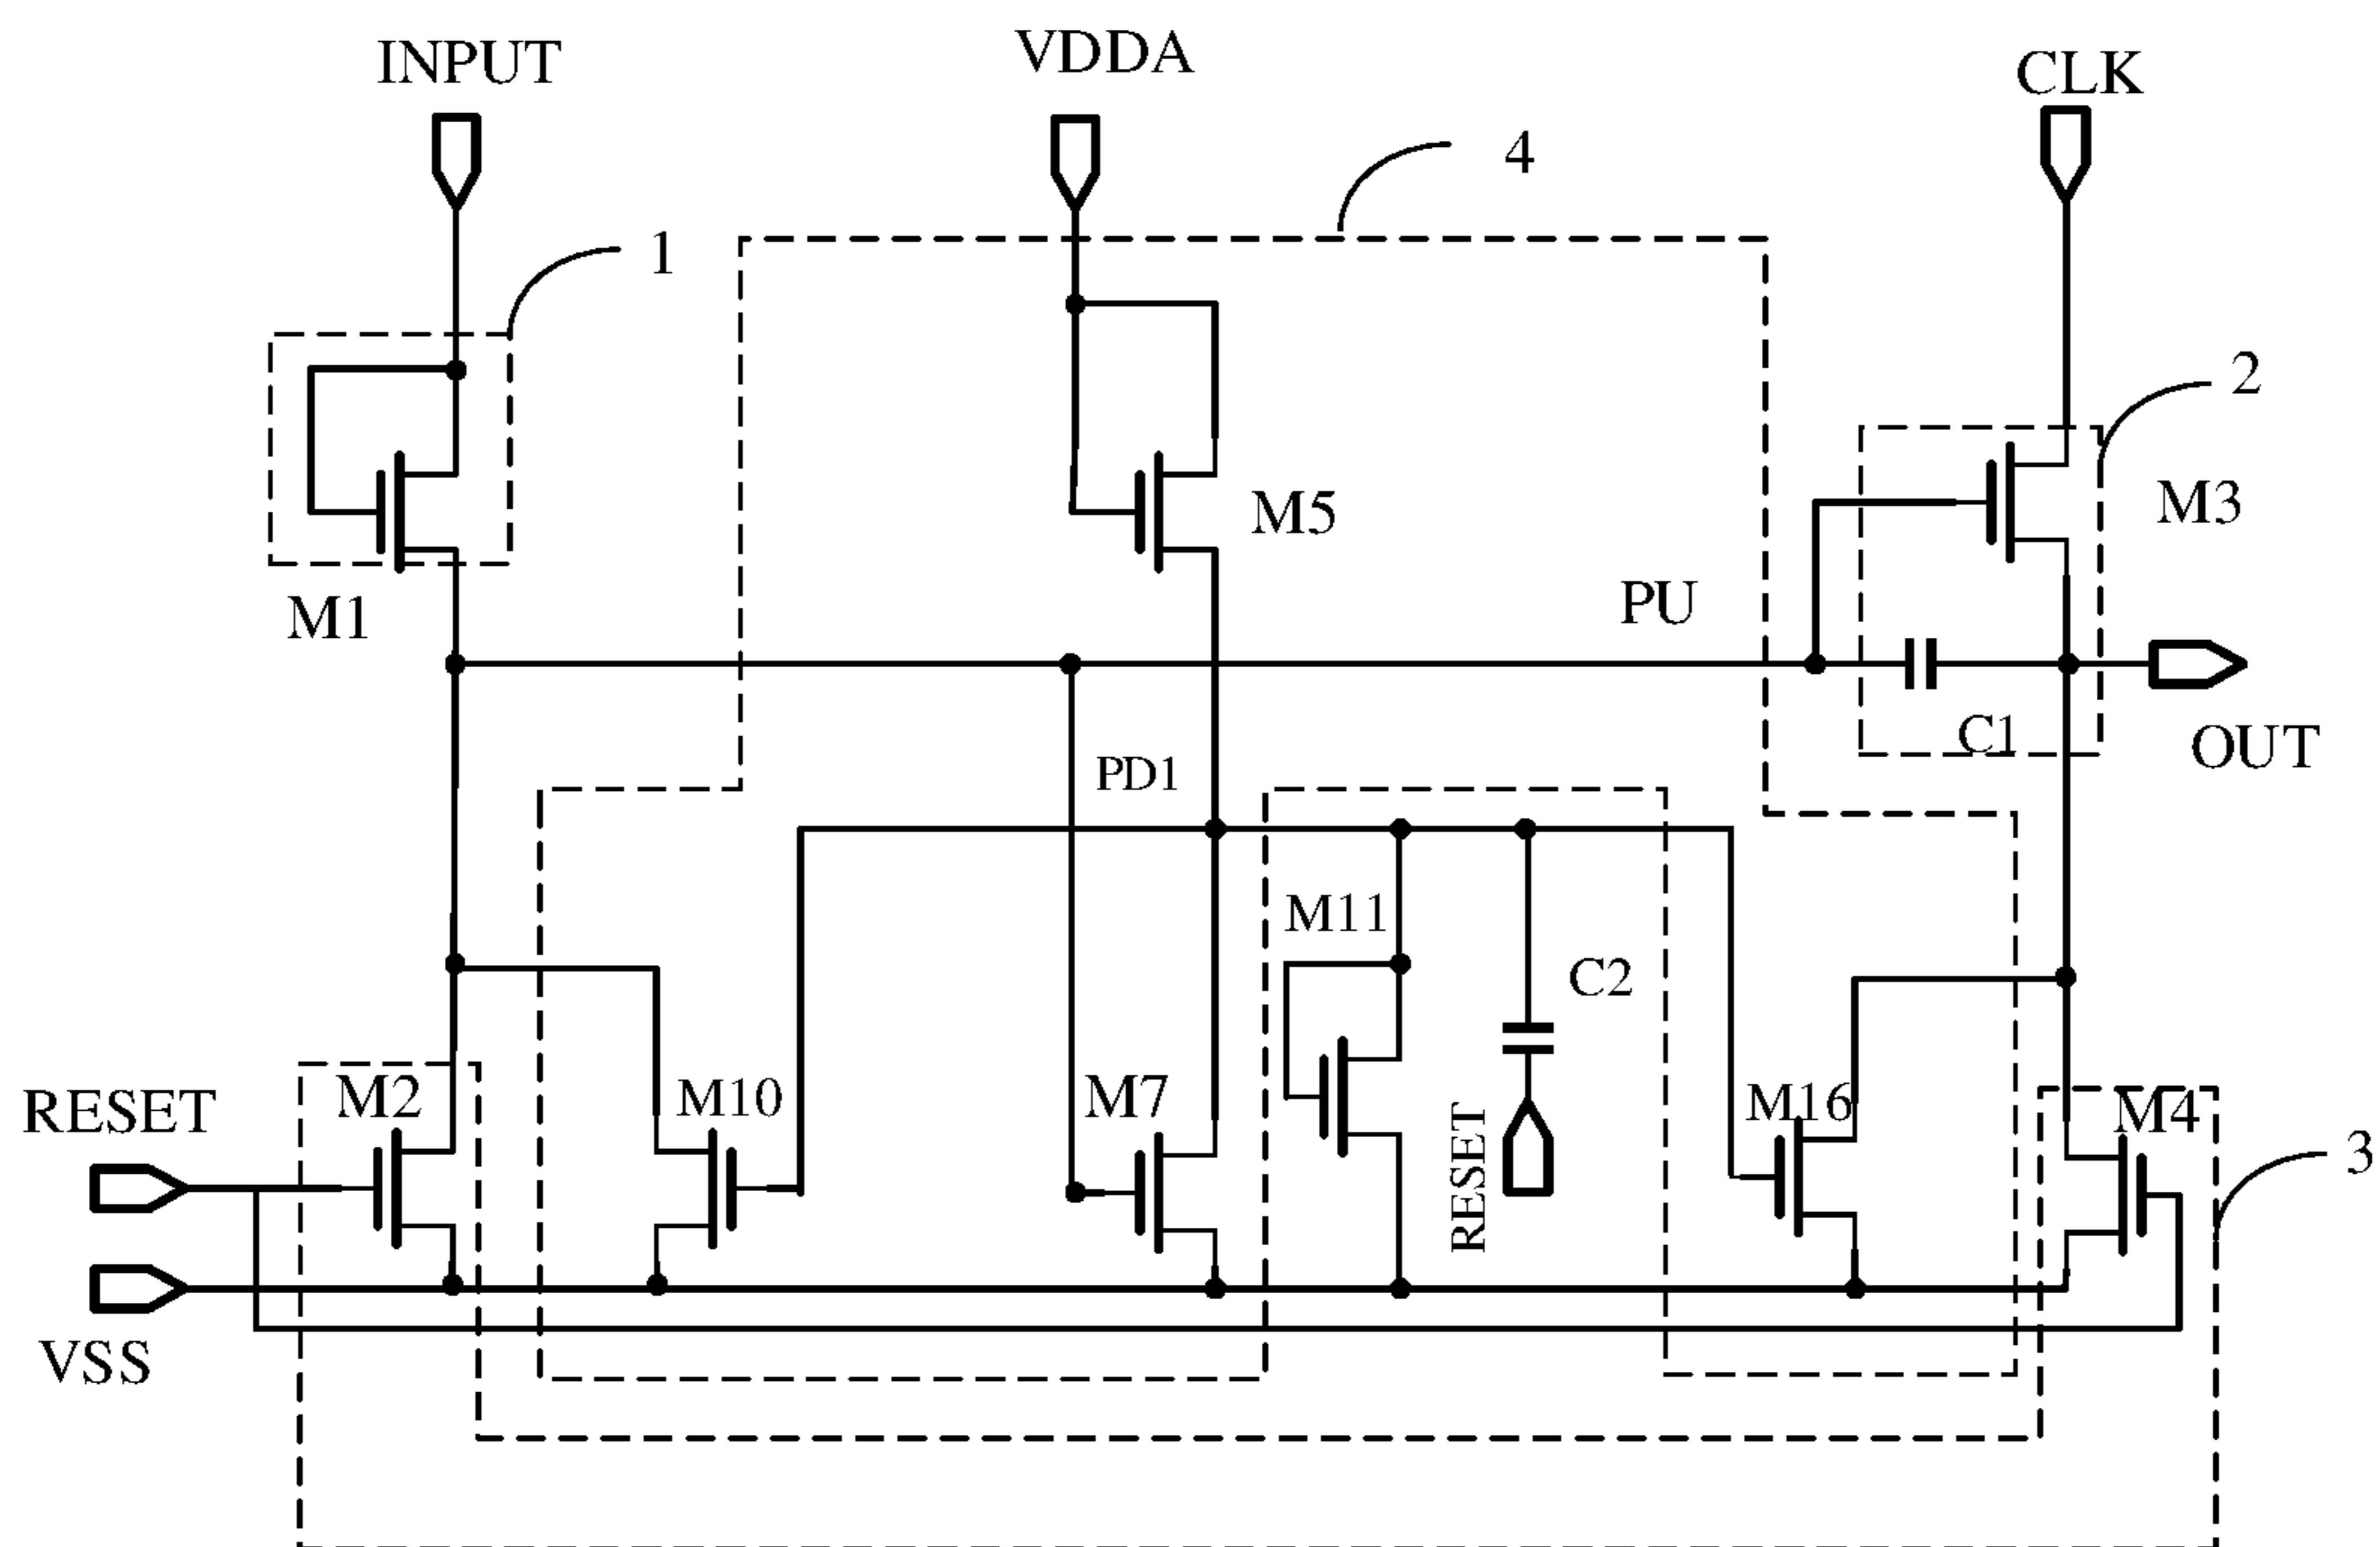 INPUT
VDDA
CLK
4
1
2
M5
M3
PU
M1
C1
OUT
PD1
M11
C2
RESET
M2
M10
M7
RESET
M16
M4
3
VSS